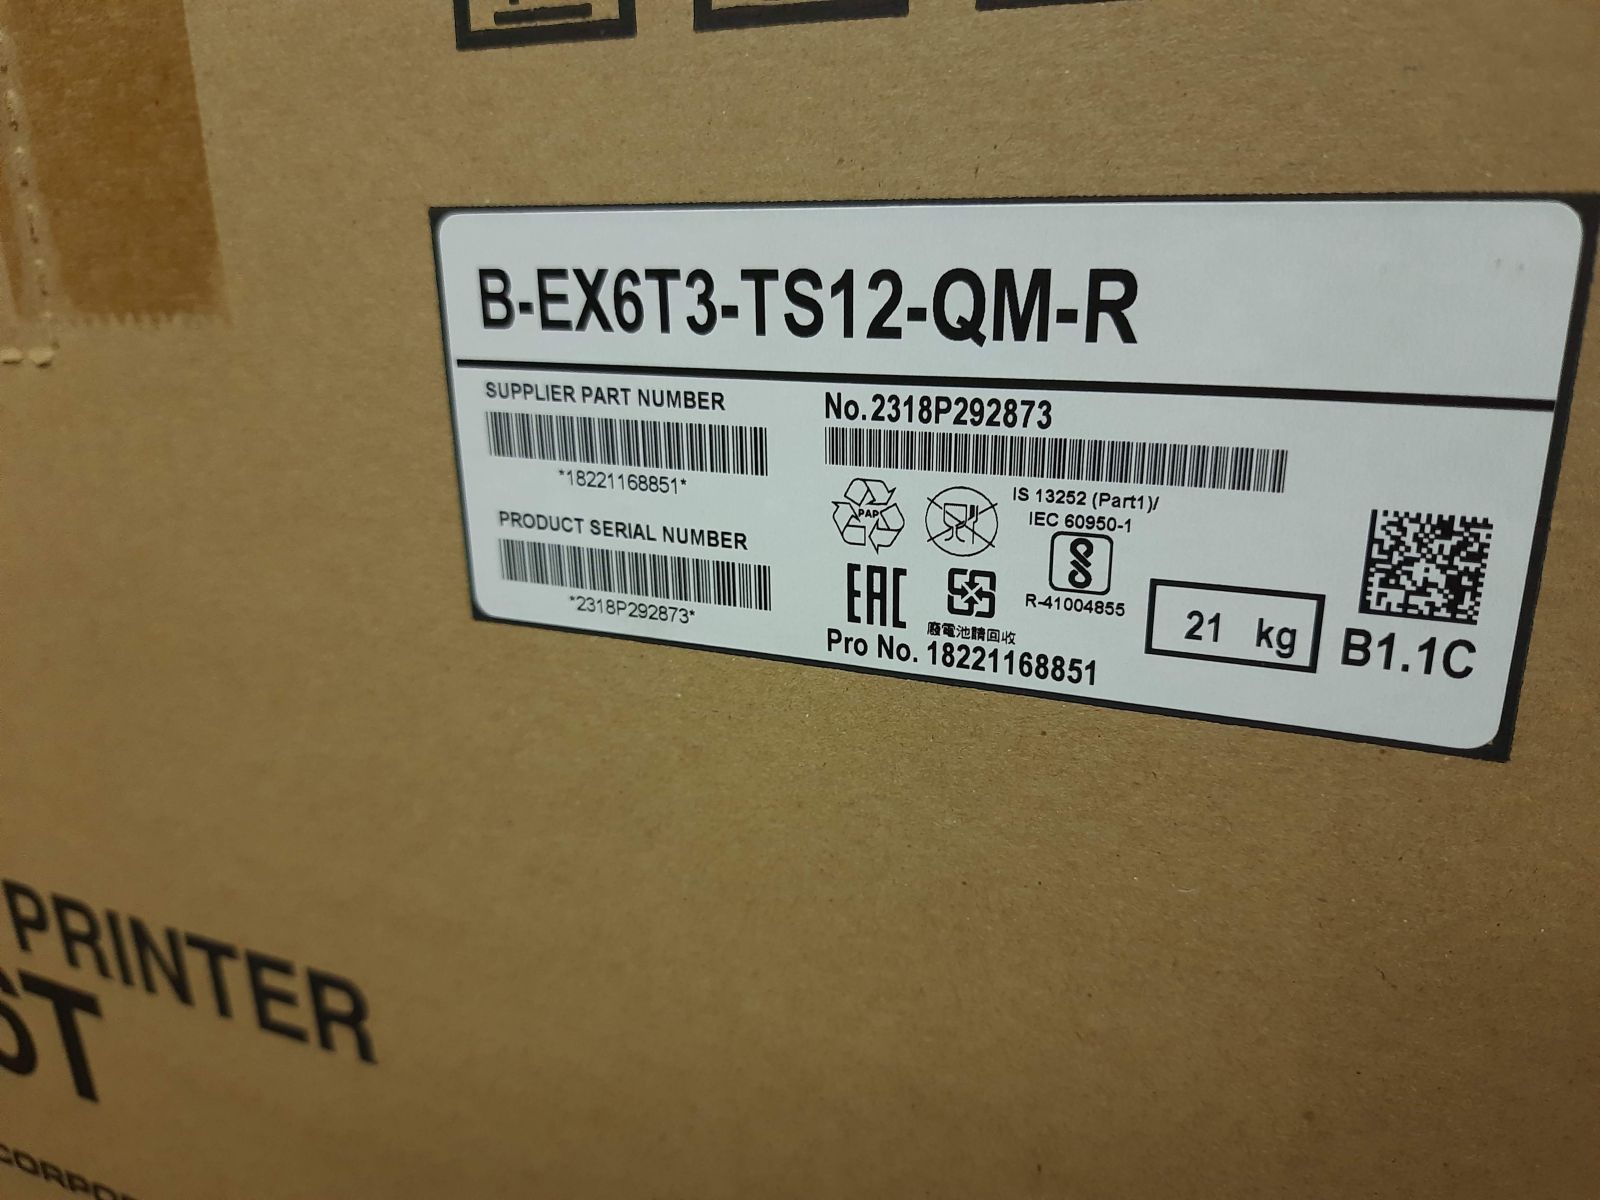 B-EX6T3-TS12-QM-R
SUPPLIER PART NUMBER
*18221168851*
PRODUCT SERIAL NUMBER
*2318P292873*
No.2318P292873
PAP
IS 13252 (Part1)/
IEC 60950-1
R-41004855
EAC
廢電池請回收
Pro No. 18221168851
21 kg
B1.1C
PRINTER
6T